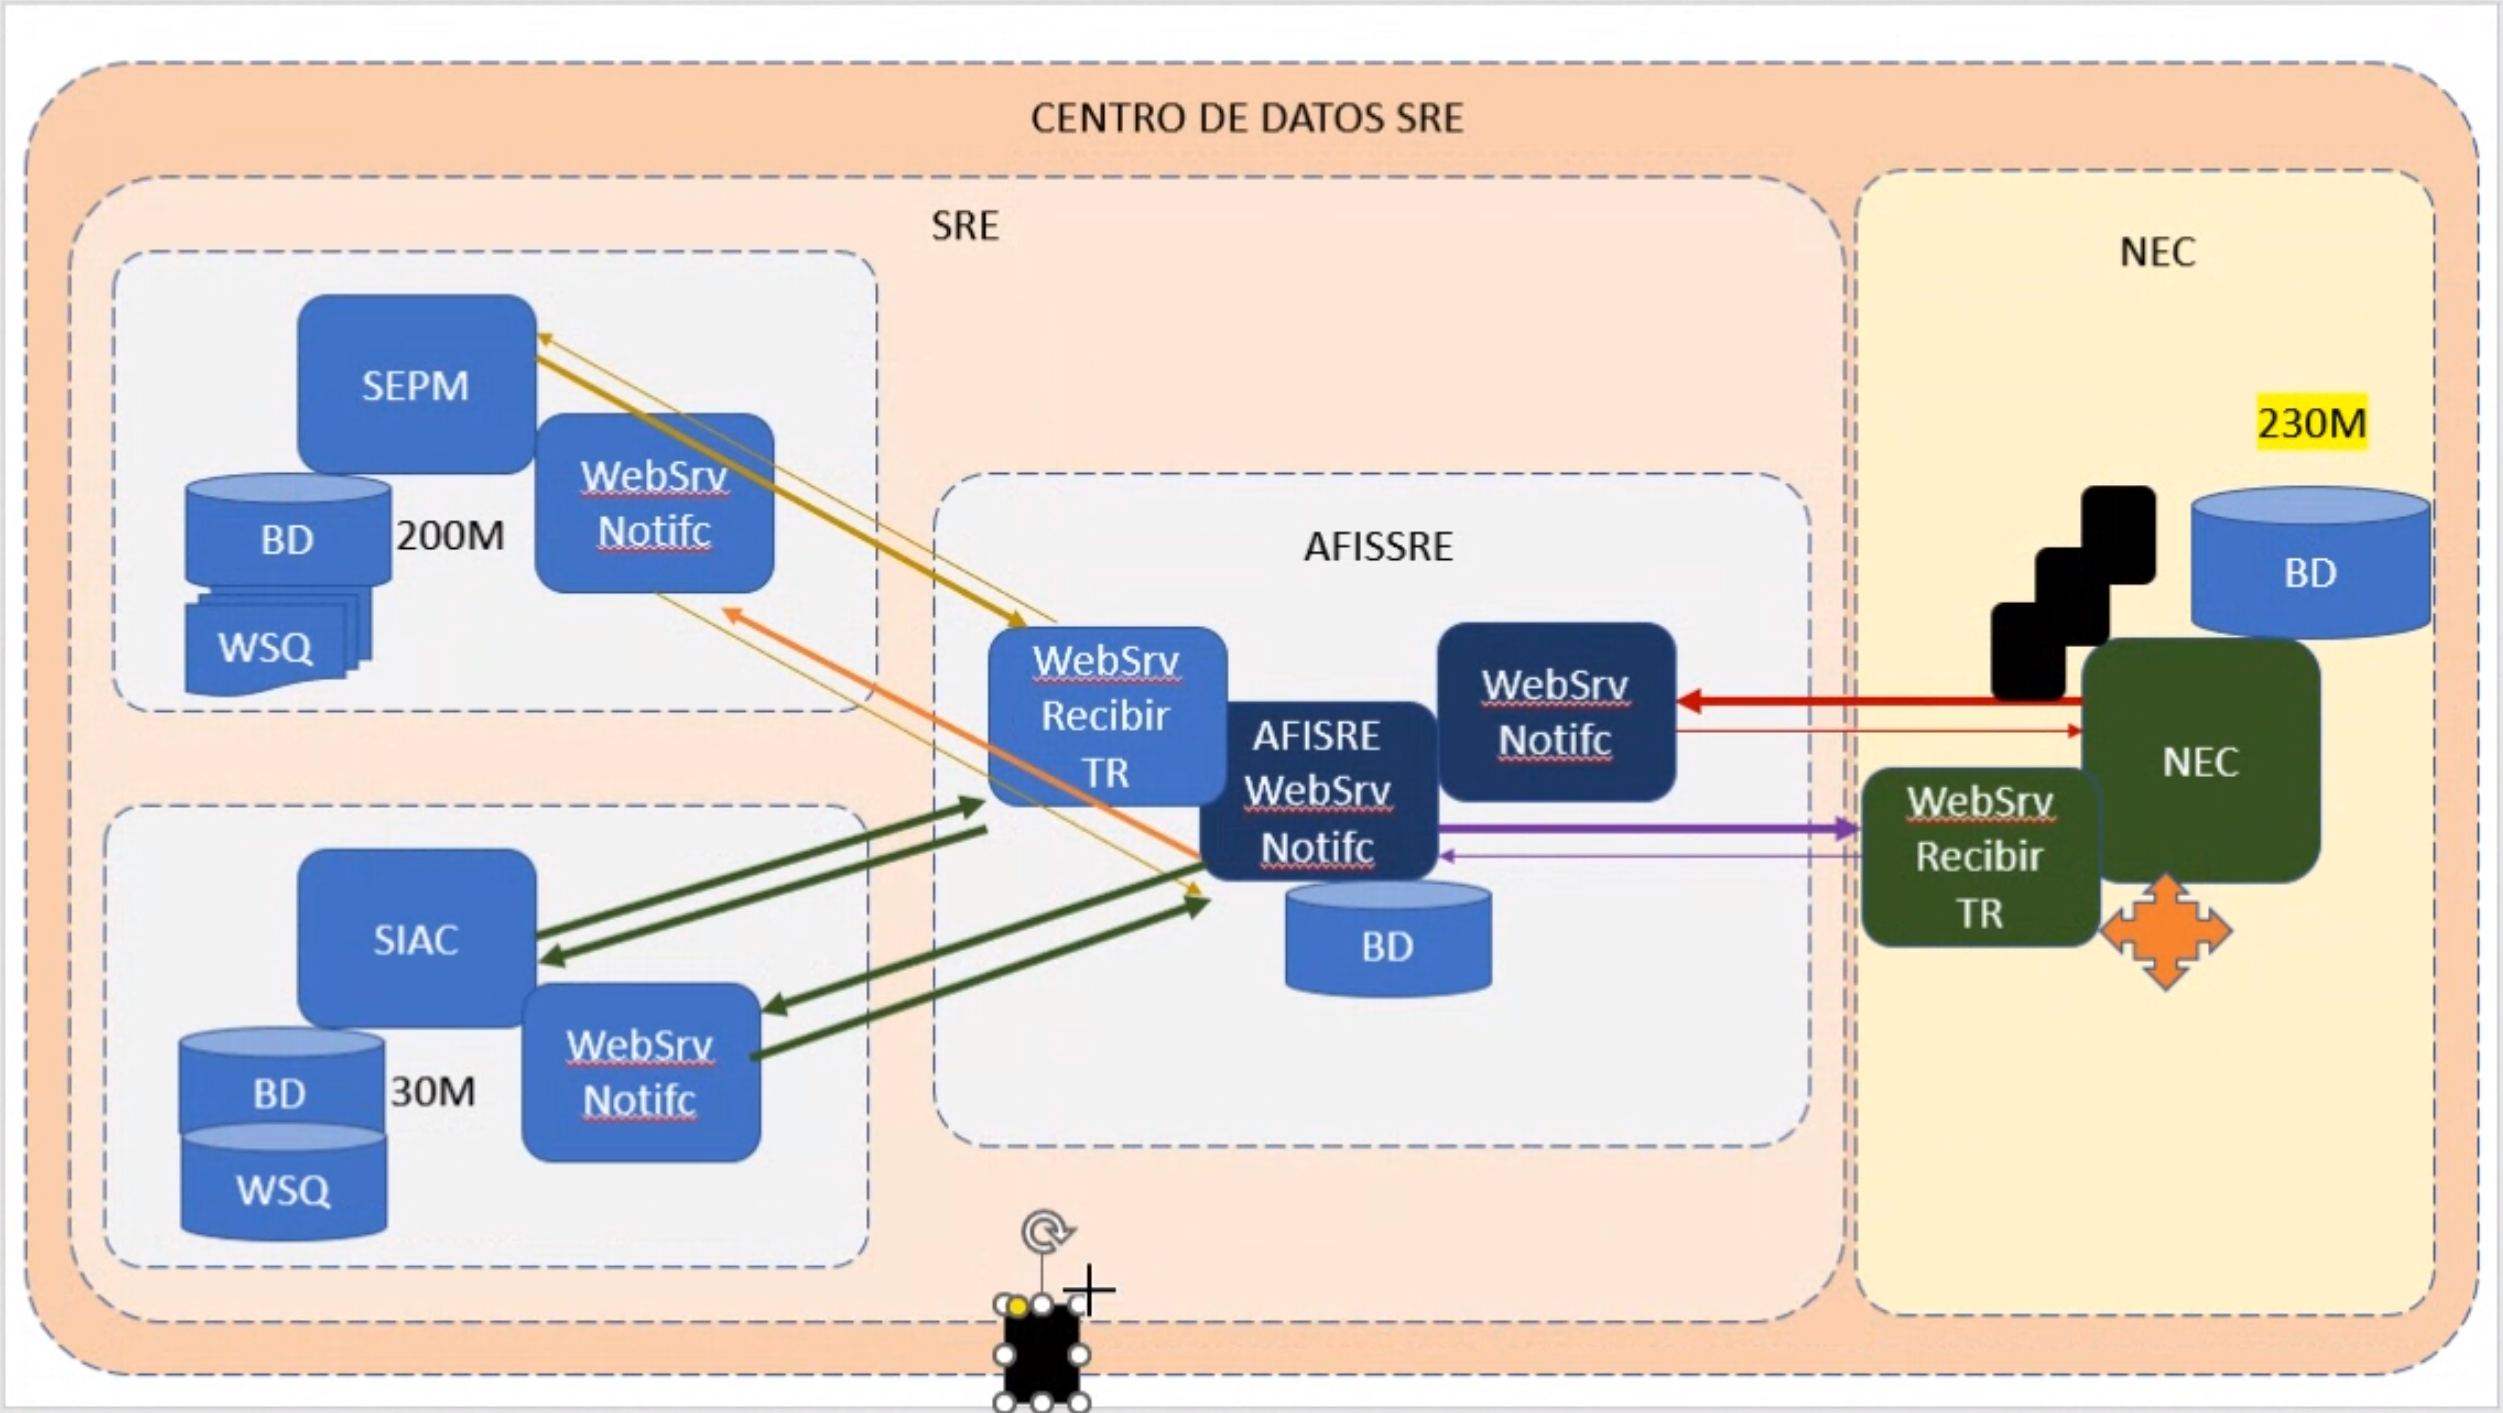 CENTRO DE DATOS SRE
SRE
NEC
SEPM
WebSrv
Notifc
BD
200M
WSQ
230M
BD
AFISSRE
WebSrv
Recibir
TR
AFISRE
WebSrv
Notifc
WebSrv
Notifc
BD
NEC
WebSrv
Recibir
TR
SIAC
WebSrv
Notifc
BD
30M
WSQ